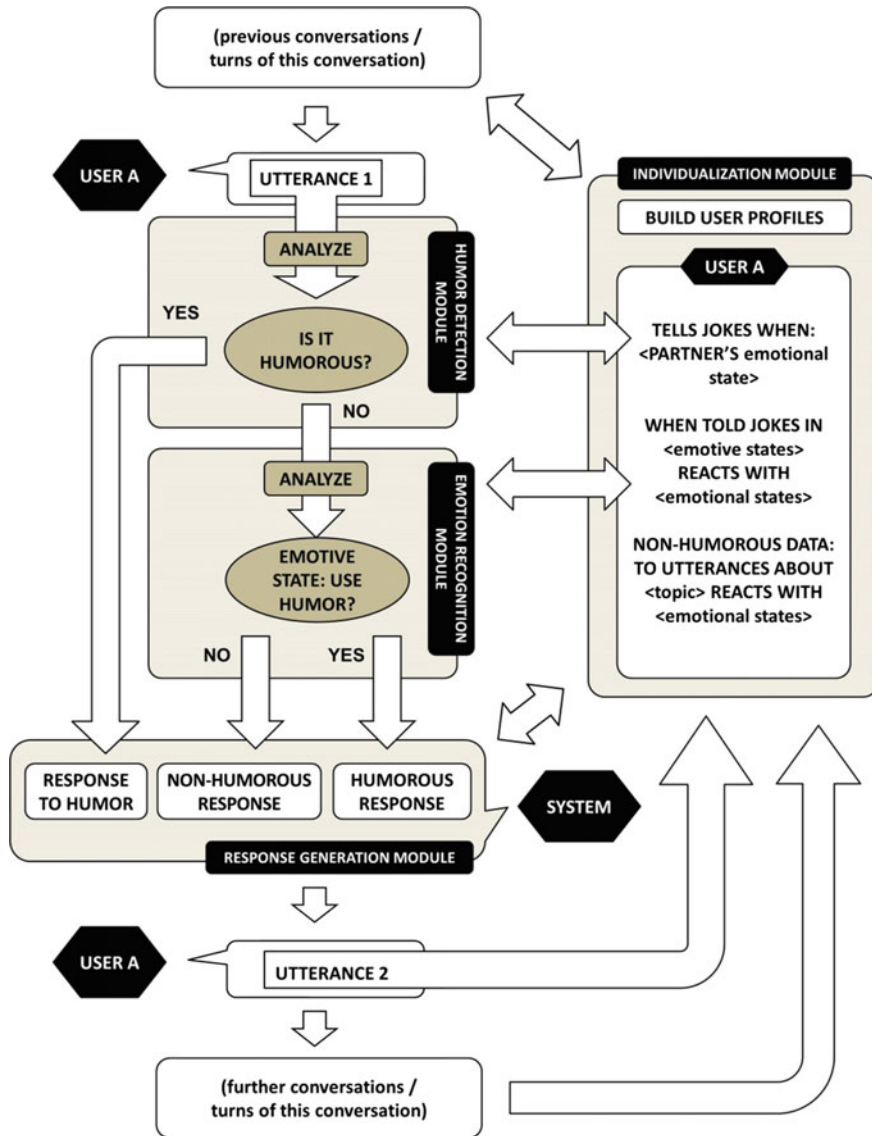 (previous conversations /
turns of this conversation)
USER A
UTTERANCE 1
ANALYZE
HUMOR DETECTION
MODULE
YES
IS IT
HUMOROUS?
NO
ANALYZE
EMOTION RECOGNITION
MODULE
EMOTIVE
STATE: USE
HUMOR?
NO
YES
INDIVIDUALIZATION MODULE
BUILD USER PROFILES
USER A
TELLS JOKES WHEN:
<PARTNER'S emotional
state>
WHEN TOLD JOKES IN
<emotive states>
REACTS WITH
<emotional states>
NON-HUMOROUS DATA:
TO UTTERANCES ABOUT
<topic> REACTS WITH
<emotional states>
RESPONSE
TO HUMOR
NON-HUMOROUS
RESPONSE
HUMOROUS
RESPONSE
SYSTEM
RESPONSE GENERATION MODULE
USER A
UTTERANCE 2
(further conversations /
turns of this conversation)